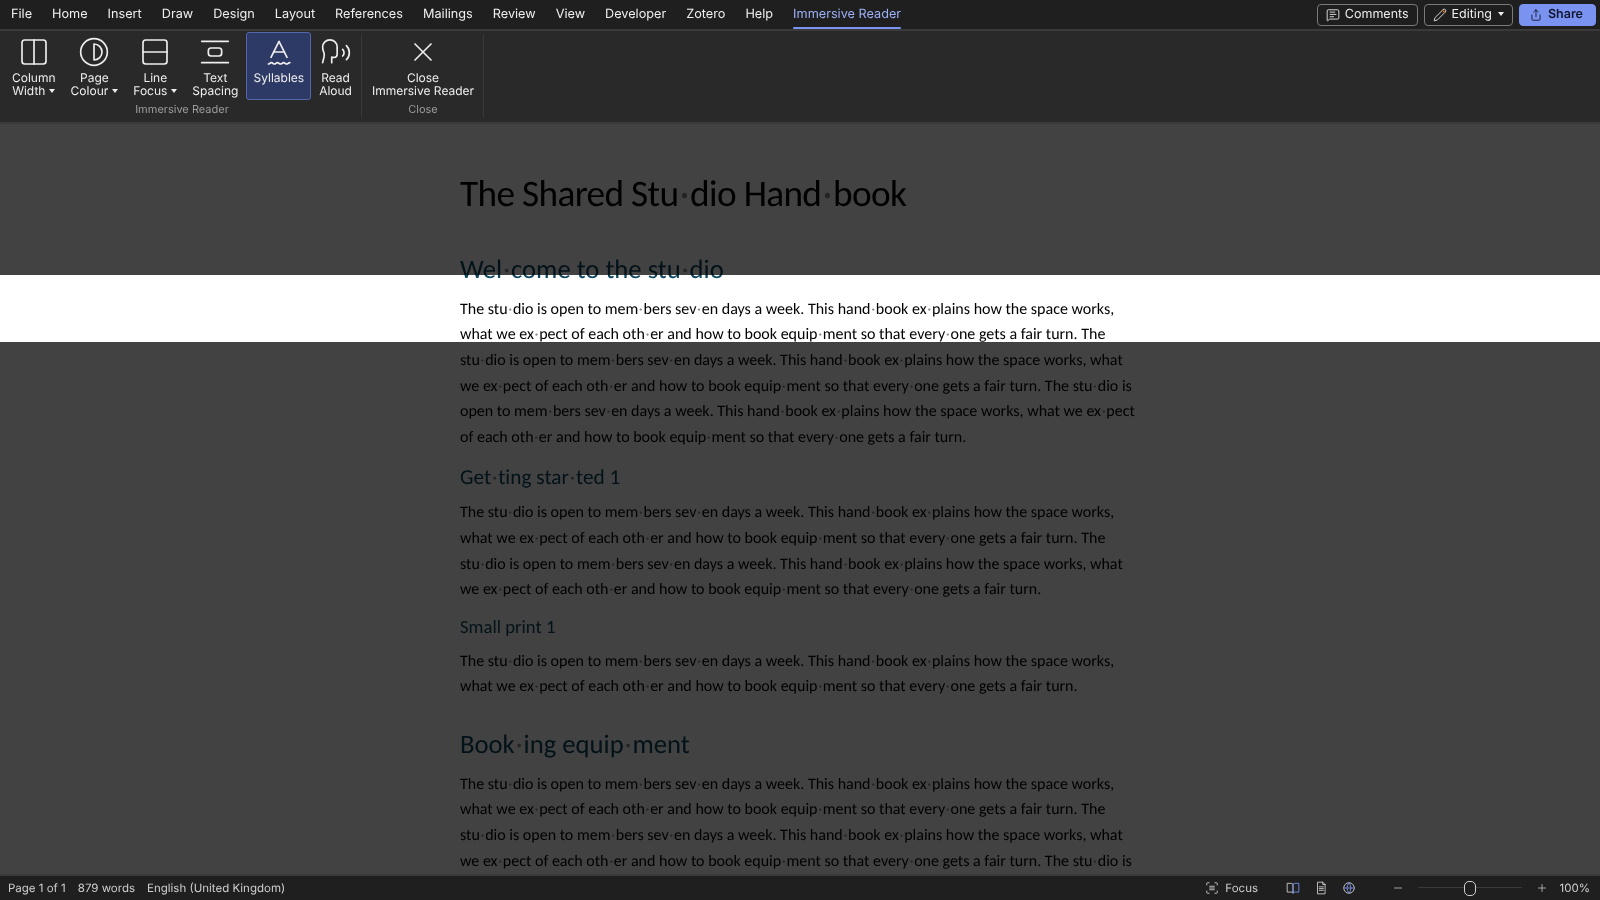 File Home Insert Draw Design Layout References Mailings Review View Developer Zotero Help Immersive Reader Comments Editing Share
Column Width Page Colour Line Focus Text Spacing Syllables Read Aloud Close Immersive Reader
Immersive Reader Close
The Shared Stu·dio Hand·book
Wel·come to the stu·dio
The stu·dio is open to mem·bers sev·en days a week. This hand·book ex·plains how the space works,
what we ex·pect of each oth·er and how to book equip·ment so that every·one gets a fair turn. The
stu·dio is open to mem·bers sev·en days a week. This hand·book ex·plains how the space works, what
we ex·pect of each oth·er and how to book equip·ment so that every·one gets a fair turn. The stu·dio is
open to mem·bers sev·en days a week. This hand·book ex·plains how the space works, what we ex·pect
of each oth·er and how to book equip·ment so that every·one gets a fair turn.
Get·ting star·ted 1
The stu·dio is open to mem·bers sev·en days a week. This hand·book ex·plains how the space works,
what we ex·pect of each oth·er and how to book equip·ment so that every·one gets a fair turn. The
stu·dio is open to mem·bers sev·en days a week. This hand·book ex·plains how the space works, what
we ex·pect of each oth·er and how to book equip·ment so that every·one gets a fair turn.
Small print 1
The stu·dio is open to mem·bers sev·en days a week. This hand·book ex·plains how the space works,
what we ex·pect of each oth·er and how to book equip·ment so that every·one gets a fair turn.
Book·ing equip·ment
The stu·dio is open to mem·bers sev·en days a week. This hand·book ex·plains how the space works,
what we ex·pect of each oth·er and how to book equip·ment so that every·one gets a fair turn. The
stu·dio is open to mem·bers sev·en days a week. This hand·book ex·plains how the space works, what
we ex·pect of each oth·er and how to book equip·ment so that every·one gets a fair turn. The stu·dio is
Page 1 of 1 879 words English (United Kingdom) Focus 100%